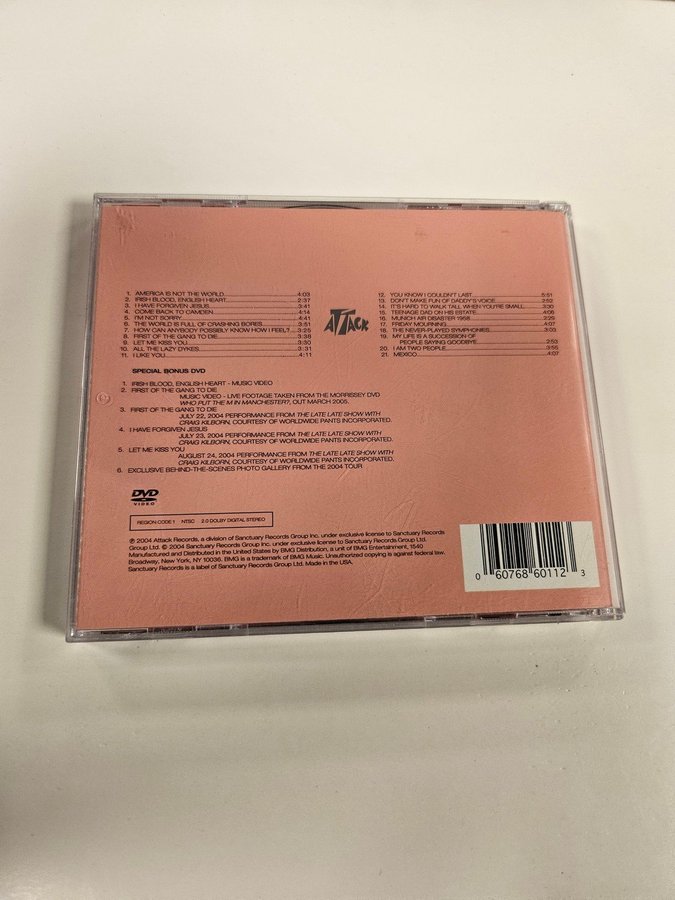 1. AMERICA IS NOT THE WORLD 4:03
2. IRISH BLOOD, ENGLISH HEART 2:37
3. I HAVE FORGIVEN JESUS 3:41
4. COME BACK TO CAMDEN 4:14
5. I'M NOT SORRY 4:41
6. THE WORLD IS FULL OF CRASHING BORES 3:51
7. HOW CAN ANYBODY POSSIBLY KNOW HOW I FEEL? 3:25
8. FIRST OF THE GANG TO DIE 3:38
9. LET ME KISS YOU 3:30
10. ALL THE LAZY DYKES 3:31
11. I LIKE YOU 4:11
ATTACK
12. YOU KNOW I COULDN'T LAST 5:51
13. DON'T MAKE FUN OF DADDY'S VOICE 2:52
14. IT'S HARD TO WALK TALL WHEN YOU'RE SMALL 3:30
15. TEENAGE DAD ON HIS ESTATE 4:08
16. MUNICH AIR DISASTER 1958 2:29
17. FRIDAY MOURNING 4:07
18. THE NEVER-PLAYED SYMPHONIES 3:03
19. MY LIFE IS A SUCCESSION OF
PEOPLE SAYING GOODBYE 2:53
20. I AM TWO PEOPLE 3:55
21. MEXICO 4:07
SPECIAL BONUS DVD
1. IRISH BLOOD, ENGLISH HEART - MUSIC VIDEO
2. FIRST OF THE GANG TO DIE
MUSIC VIDEO - LIVE FOOTAGE TAKEN FROM THE MORRISSEY DVD
WHO PUT THE M IN MANCHESTER?, OUT MARCH 2005.
3. FIRST OF THE GANG TO DIE
JULY 22, 2004 PERFORMANCE FROM THE LATE LATE SHOW WITH
CRAIG KILBORN, COURTESY OF WORLDWIDE PANTS INCORPORATED.
4. I HAVE FORGIVEN JESUS
JULY 23, 2004 PERFORMANCE FROM THE LATE LATE SHOW WITH
CRAIG KILBORN, COURTESY OF WORLDWIDE PANTS INCORPORATED.
5. LET ME KISS YOU
AUGUST 24, 2004 PERFORMANCE FROM THE LATE LATE SHOW WITH
CRAIG KILBORN, COURTESY OF WORLDWIDE PANTS INCORPORATED.
6. EXCLUSIVE BEHIND-THE-SCENES PHOTO GALLERY FROM THE 2004 TOUR
DVD
VIDEO
REGION CODE 1 NTSC 2.0 DOLBY DIGITAL STEREO
℗ 2004 Attack Records, a division of Sanctuary Records Group Inc. under exclusive license to Sanctuary Records
Group Ltd. © 2004 Sanctuary Records Group Inc. under exclusive license to Sanctuary Records Group Ltd.
Manufactured and Distributed in the United States by BMG Distribution, a unit of BMG Entertainment, 1540
Broadway, New York, NY 10036. BMG is a trademark of BMG Music. Unauthorized copying is against federal law.
Sanctuary Records is a label of Sanctuary Records Group Ltd. Made in the USA.
0 60768 60112 3